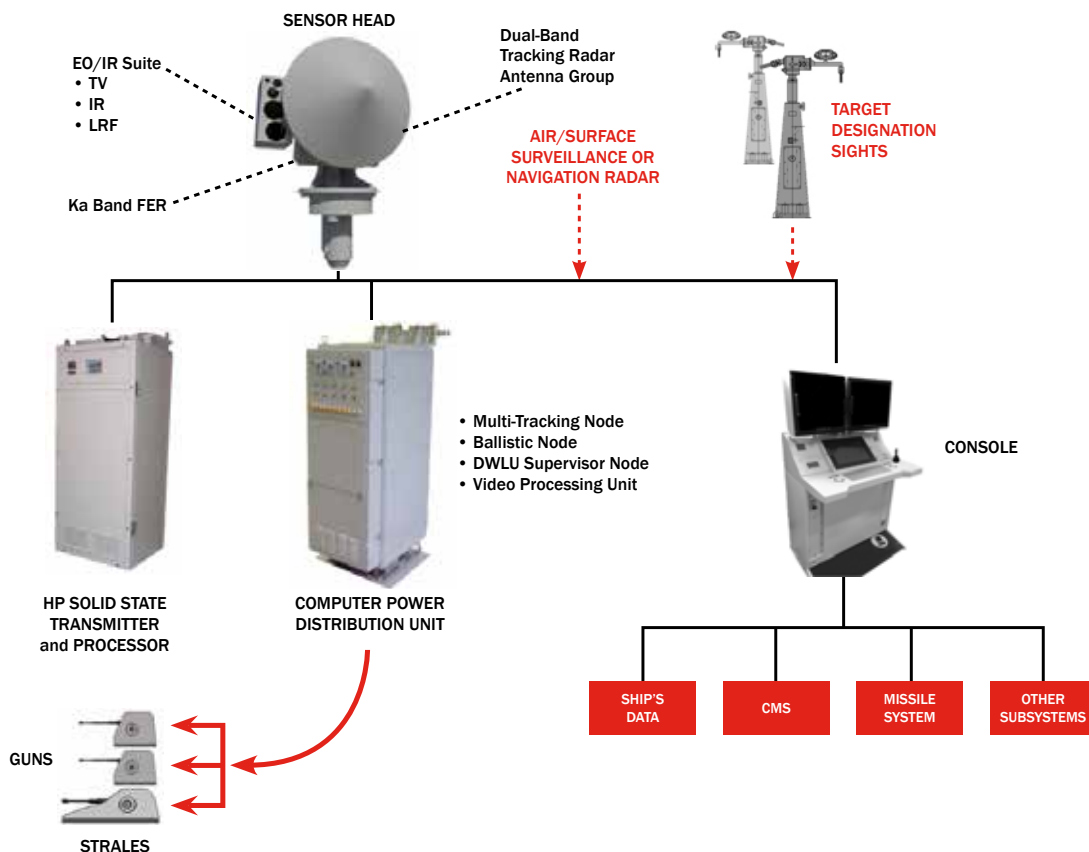 SENSOR HEAD
EO/IR Suite
• TV
• IR
• LRF
Dual-Band
Tracking Radar
Antenna Group
Ka Band FER
AIR/SURFACE
SURVEILLANCE OR
NAVIGATION RADAR
TARGET
DESIGNATION
SIGHTS
• Multi-Tracking Node
• Ballistic Node
• DWLU Supervisor Node
• Video Processing Unit
CONSOLE
HP SOLID STATE
TRANSMITTER
and PROCESSOR
COMPUTER POWER
DISTRIBUTION UNIT
SHIP'S
DATA
CMS
MISSILE
SYSTEM
OTHER
SUBSYSTEMS
GUNS
STRALES